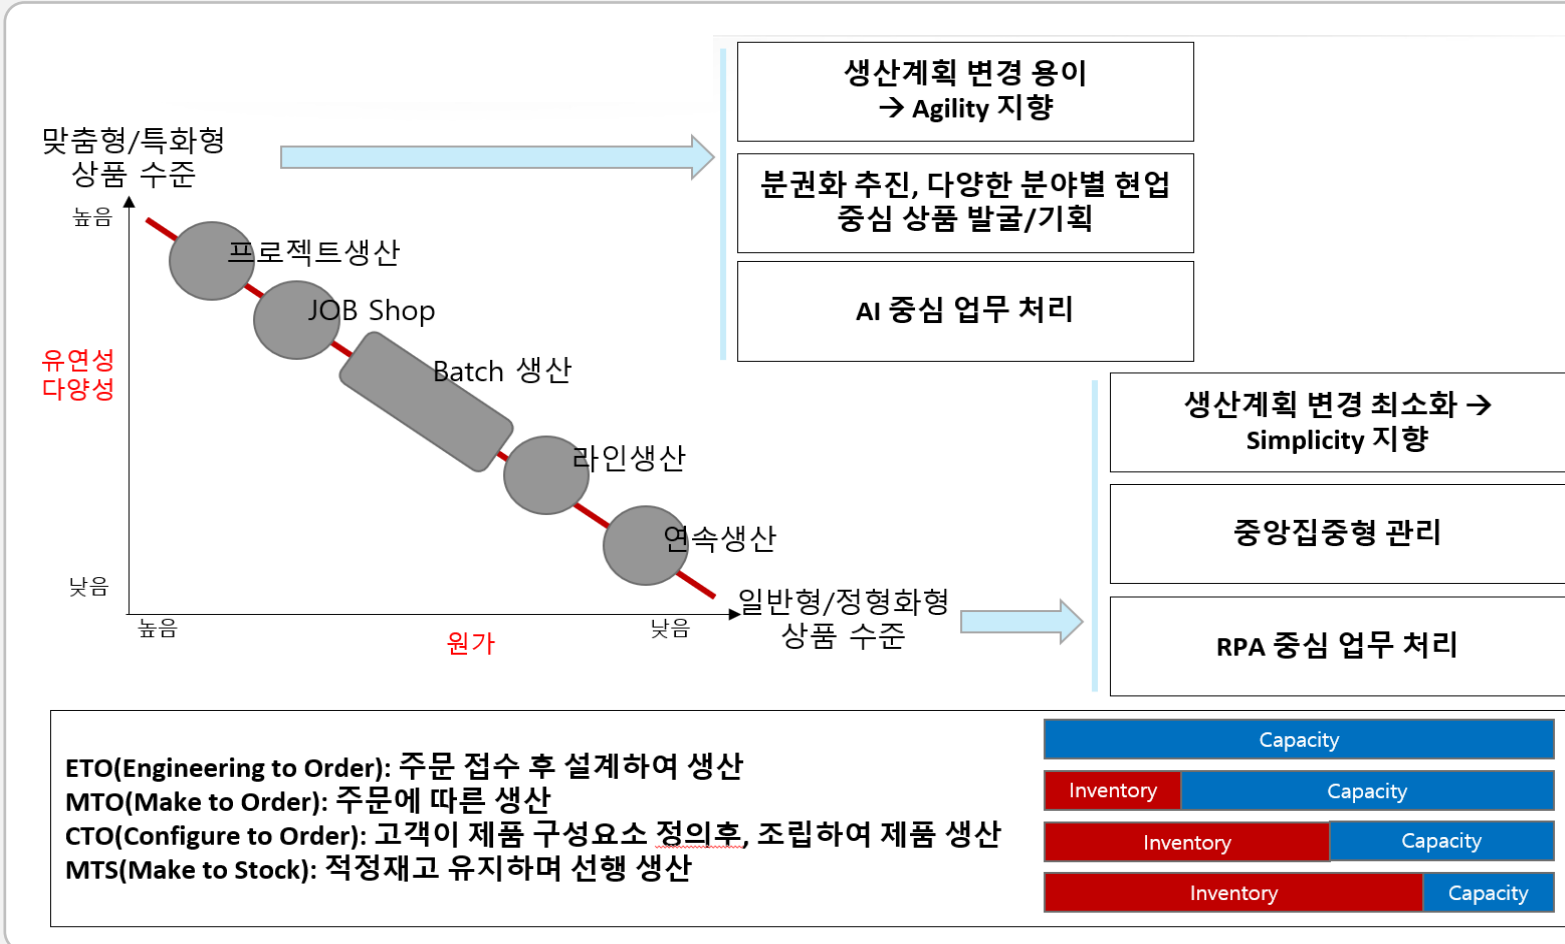 생산계획 변경 용이
→ Agility 지향
분권화 추진, 다양한 분야별 현업
중심 상품 발굴/기획
AI 중심 업무 처리
맞춤형/특화형
상품 수준
높음
프로젝트생산
JOB Shop
유연성
다양성
Batch 생산
라인생산
연속생산
낮음
높음
원가
낮음
일반형/정형화형
상품 수준
생산계획 변경 최소화 →
Simplicity 지향
중앙집중형 관리
RPA 중심 업무 처리
ETO(Engineering to Order): 주문 접수 후 설계하여 생산
MTO(Make to Order): 주문에 따른 생산
CTO(Configure to Order): 고객이 제품 구성요소 정의후, 조립하여 제품 생산
MTS(Make to Stock): 적정재고 유지하며 선행 생산
Capacity
Inventory Capacity
Inventory Capacity
Inventory Capacity